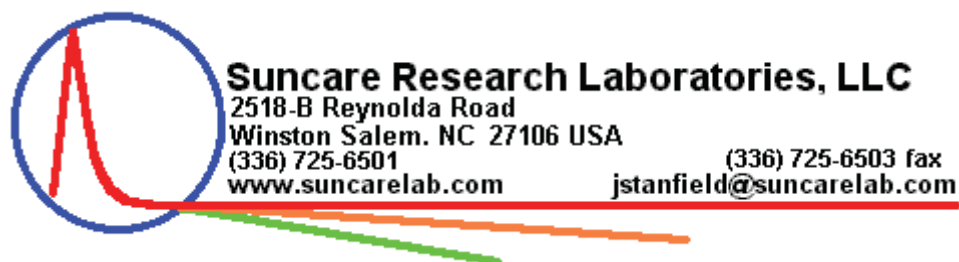 Suncare Research Laboratories, LLC
2518-B Reynolda Road
Winston Salem. NC 27106 USA
(336) 725-6501 (336) 725-6503 fax
www.suncarelab.com jstanfield@suncarelab.com